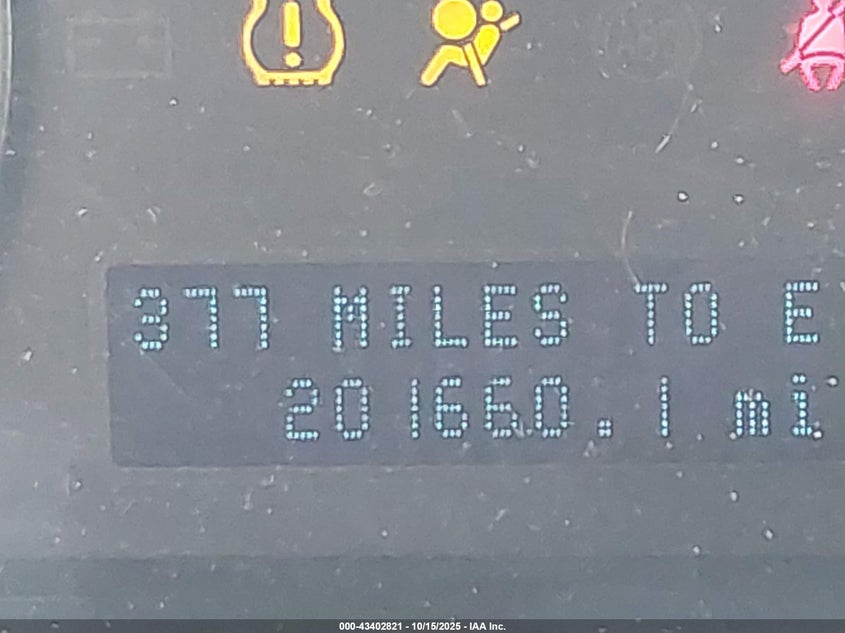 377 MILES TO E
201660.1 mi
000-43402821 - 10/15/2025 - IAA Inc.